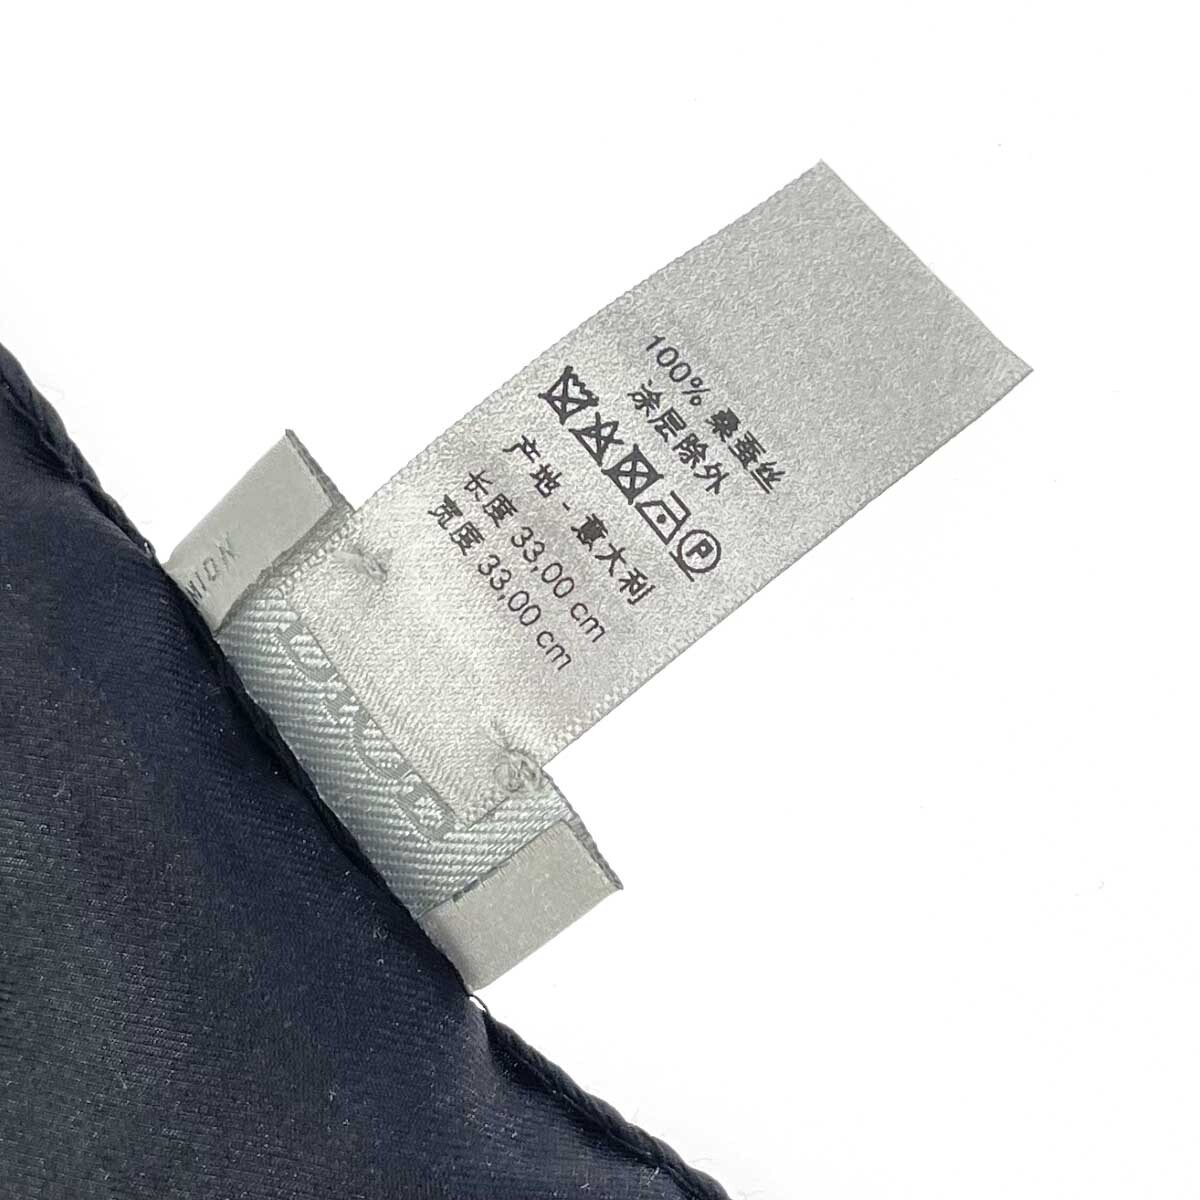 100% 桑蚕丝
涂层除外
P
产地 - 意大利
长度 33,00 cm
宽度 33,00 cm
NION